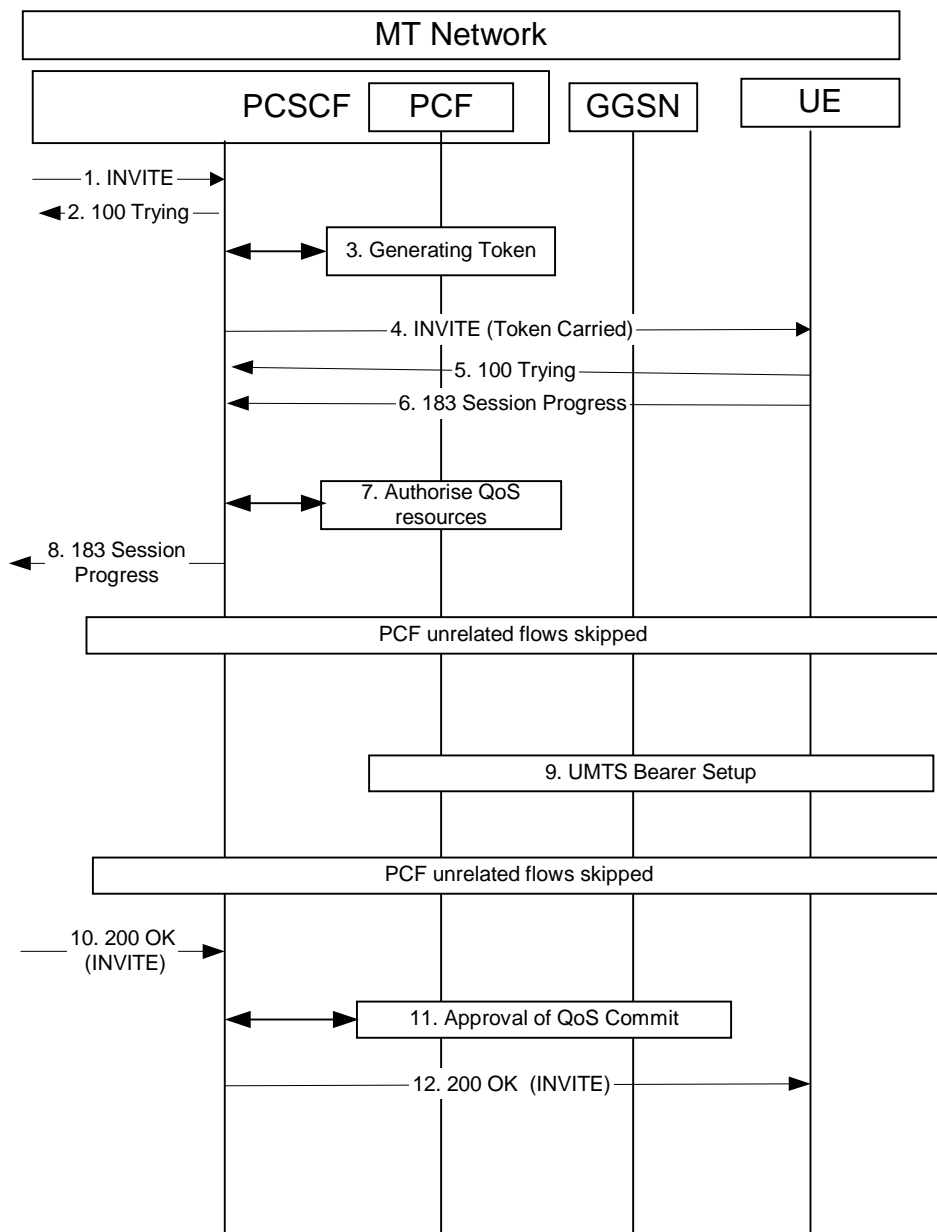 MT Network
PCSCF
PCF
GGSN
UE
1. INVITE
2. 100 Trying
3. Generating Token
4. INVITE (Token Carried)
5. 100 Trying
6. 183 Session Progress
7. Authorise QoS
resources
8. 183 Session
Progress
PCF unrelated flows skipped
9. UMTS Bearer Setup
PCF unrelated flows skipped
10. 200 OK
(INVITE)
11. Approval of QoS Commit
12. 200 OK (INVITE)